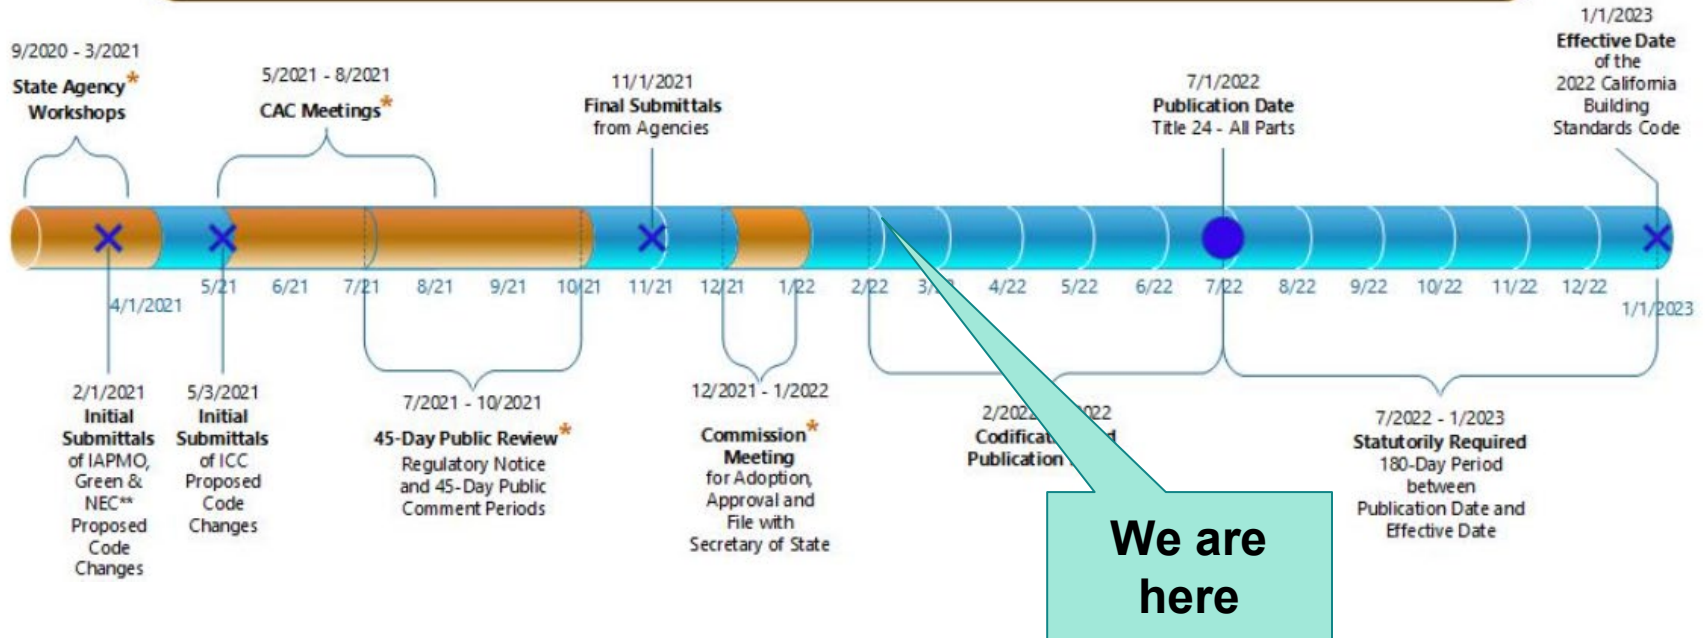 9/2020 - 3/2021
State Agency*
Workshops
5/2021 - 8/2021
CAC Meetings*
11/1/2021
Final Submittals
from Agencies
7/1/2022
Publication Date
Title 24 - All Parts
1/1/2023
Effective Date
of the
2022 California
Building
Standards Code
4/1/2021
5/21
6/21
7/21
8/21
9/21
10/21
11/21
12/21
1/22
2/22
4/22
5/22
6/22
7/22
8/22
9/22
10/22
11/22
12/22
1/1/2023
2/1/2021
Initial
Submittals
of IAPMO,
Green &
NEC**
Proposed
Code
Changes
5/3/2021
Initial
Submittals
of ICC
Proposed
Code
Changes
7/2021 - 10/2021
45-Day Public Review*
Regulatory Notice
and 45-Day Public
Comment Periods
12/2021 - 1/2022
Commission*
Meeting
for Adoption,
Approval and
File with
Secretary of State
Publication
7/2022 - 1/2023
Statutorily Required
180-Day Period
between
Publication Date and
Effective Date
We are
here